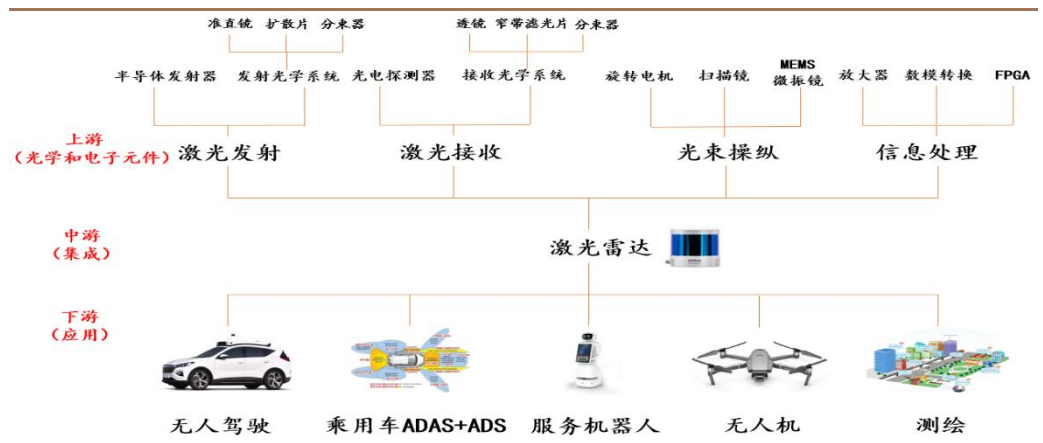 准直镜 扩散片 分束器 透镜 窄带滤光片 分束器
半导体发射器 发射光学系统 光电探测器 接收光学系统 旋转电机 扫描镜 MEMS
微振镜 放大器 数模转换 FPGA
上游
(光学和电子元件)
激光发射 激光接收 光束操纵 信息处理
中游
(集成)
激光雷达
下游
(应用)
无人驾驶 乘用车ADAS+ADS 服务机器人 无人机 测绘